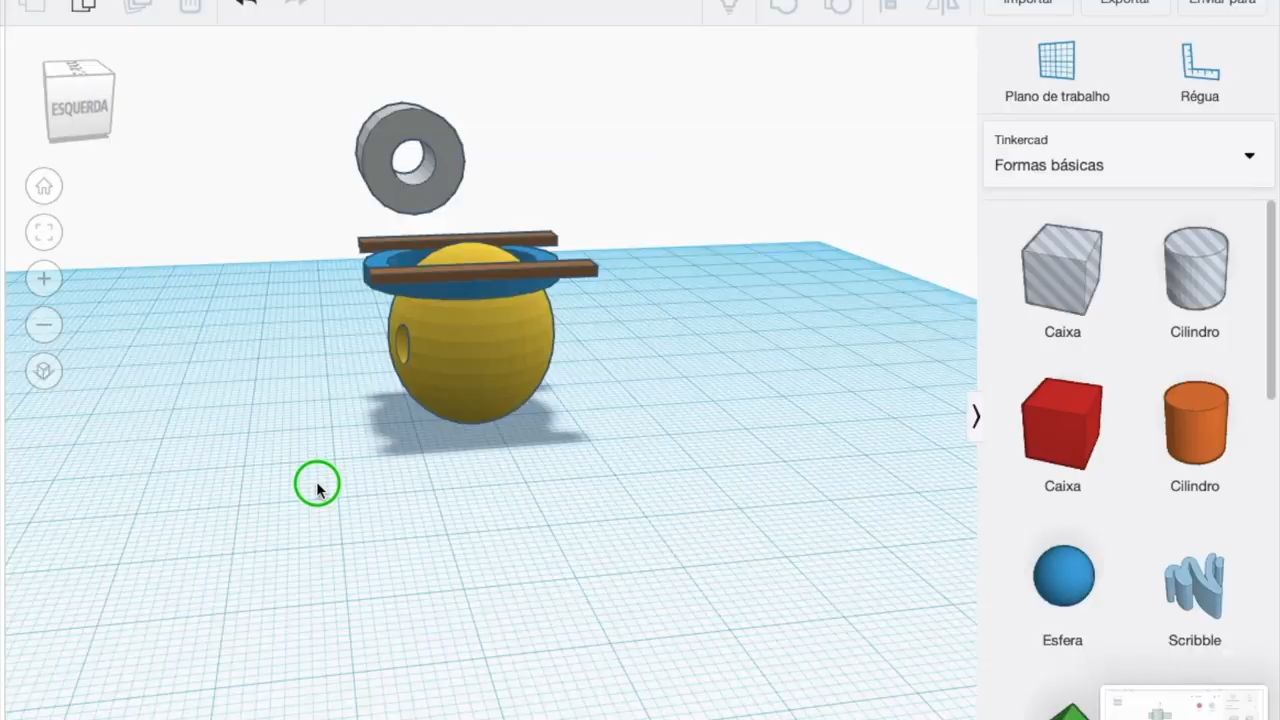 Importar
Exportar
Enviar para
ESQUERDA
Plano de trabalho
Régua
Tinkercad
Formas básicas
Caixa
Cilindro
Caixa
Cilindro
Esfera
Scribble